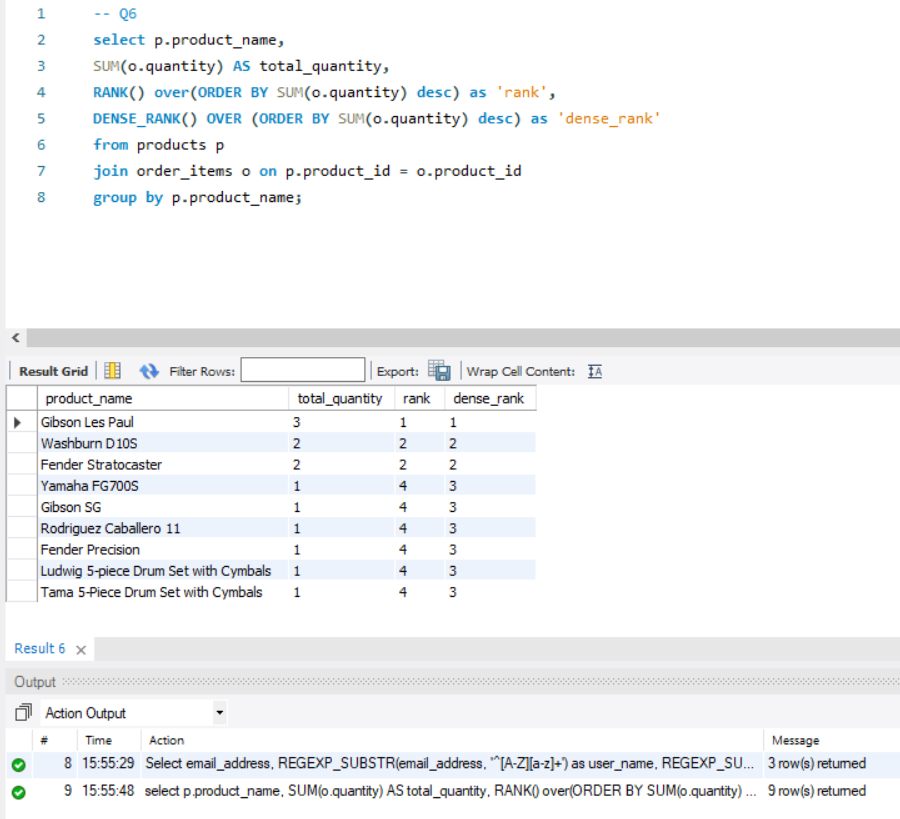 1 -- Q6
2 select p.product_name,
3 SUM(o.quantity) AS total_quantity,
4 RANK() over(ORDER BY SUM(o.quantity) desc) as 'rank',
5 DENSE_RANK() OVER (ORDER BY SUM(o.quantity) desc) as 'dense_rank'
6 from products p
7 join order_items o on p.product_id = o.product_id
8 group by p.product_name;
Result Grid Filter Rows: Export: Wrap Cell Content:
product_name total_quantity rank dense_rank
Gibson Les Paul 3 1 1
Washburn D10S 2 2 2
Fender Stratocaster 2 2 2
Yamaha FG700S 1 4 3
Gibson SG 1 4 3
Rodriguez Caballero 11 1 4 3
Fender Precision 1 4 3
Ludwig 5-piece Drum Set with Cymbals 1 4 3
Tama 5-Piece Drum Set with Cymbals 1 4 3
Result 6
Output
Action Output
# Time Action Message
8 15:55:29 Select email_address, REGEXP_SUBSTR(email_address, '^[A-Z][a-z]+') as user_name, REGEXP_SU... 3 row(s) returned
9 15:55:48 select p.product_name, SUM(o.quantity) AS total_quantity, RANK() over(ORDER BY SUM(o.quantity) ... 9 row(s) returned